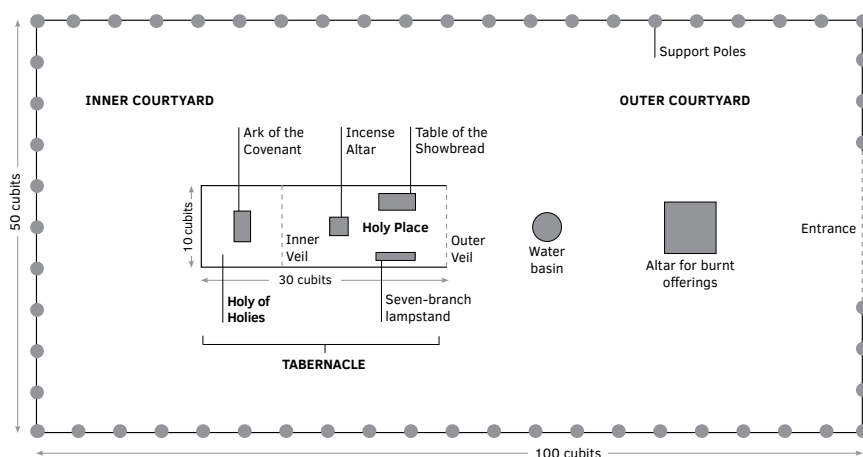 Support Poles
INNER COURTYARD
OUTER COURTYARD
Ark of the
Covenant
Incense
Altar
Table of the
Showbread
50 cubits
10 cubits
Holy Place
Inner
Veil
Outer
Veil
Water
basin
Altar for burnt
offerings
Entrance
30 cubits
Holy of
Holies
Seven-branch
lampstand
TABERNACLE
100 cubits